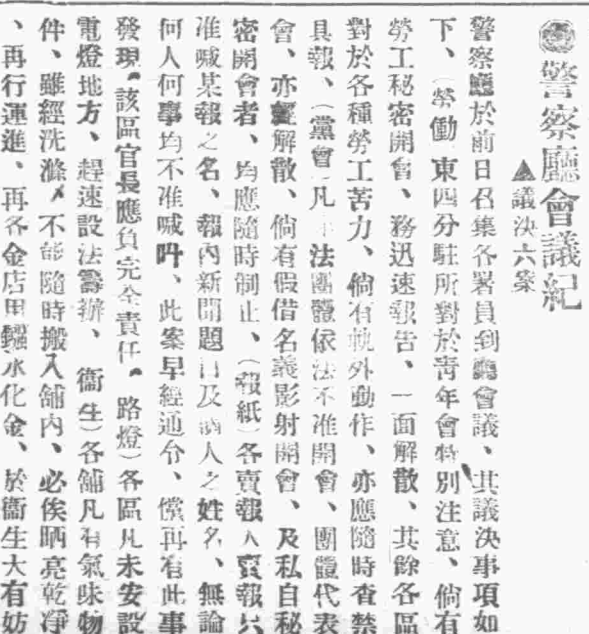 警察廳會議紀
▲議決六案
警察廳於前日召集各署員到廳會議、其議決事項如
下、（勞働）東四分駐所對於靑年會特別注意、倘有
勞工秘密開會、務迅速報告、一面解散、其餘各區
對於各種勞工苦力、倘有軌外動作、亦應隨時查禁
具報、（黨會）凡 法團體依法不准開會、團體代表
會、亦 解散、倘有假借名義影射開會、及私自秘
密開會者、均應隨時制止、（報紙）各賣報人賣報只
准喊某報之名、報內新聞題目及 人之姓名、無論
何人何事均不准喊叫、此案早經通令、儻再有此事
發現、該區官長應負完全責任、路燈）各區凡未安設
電燈地方、趕速設法籌辦、 衞生）各舖凡有氣味物
件、雖經洗滌、不能隨時搬入舖內、必俟晒亮乾淨
、再行運進、再各金店用鏹水化金、於衞生大有妨